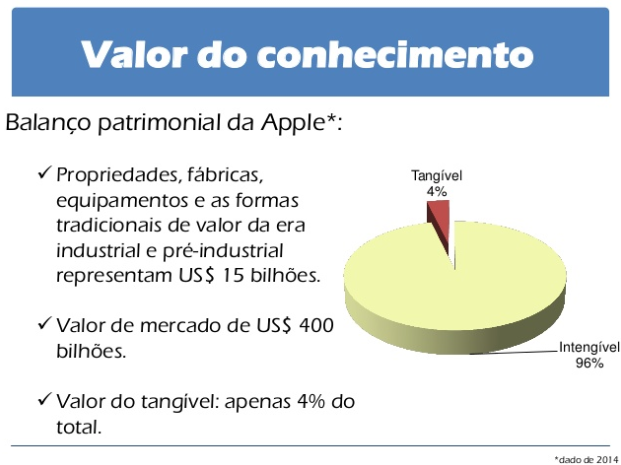 Valor do conhecimento
Balanço patrimonial da Apple*:
✓ Propriedades, fábricas,
equipamentos e as formas
tradicionais de valor da era
industrial e pré-industrial
representam US$ 15 bilhões.
✓ Valor de mercado de US$ 400
bilhões.
✓ Valor do tangível: apenas 4% do
total.
Tangível
4%
Intengível
96%
*dado de 2014